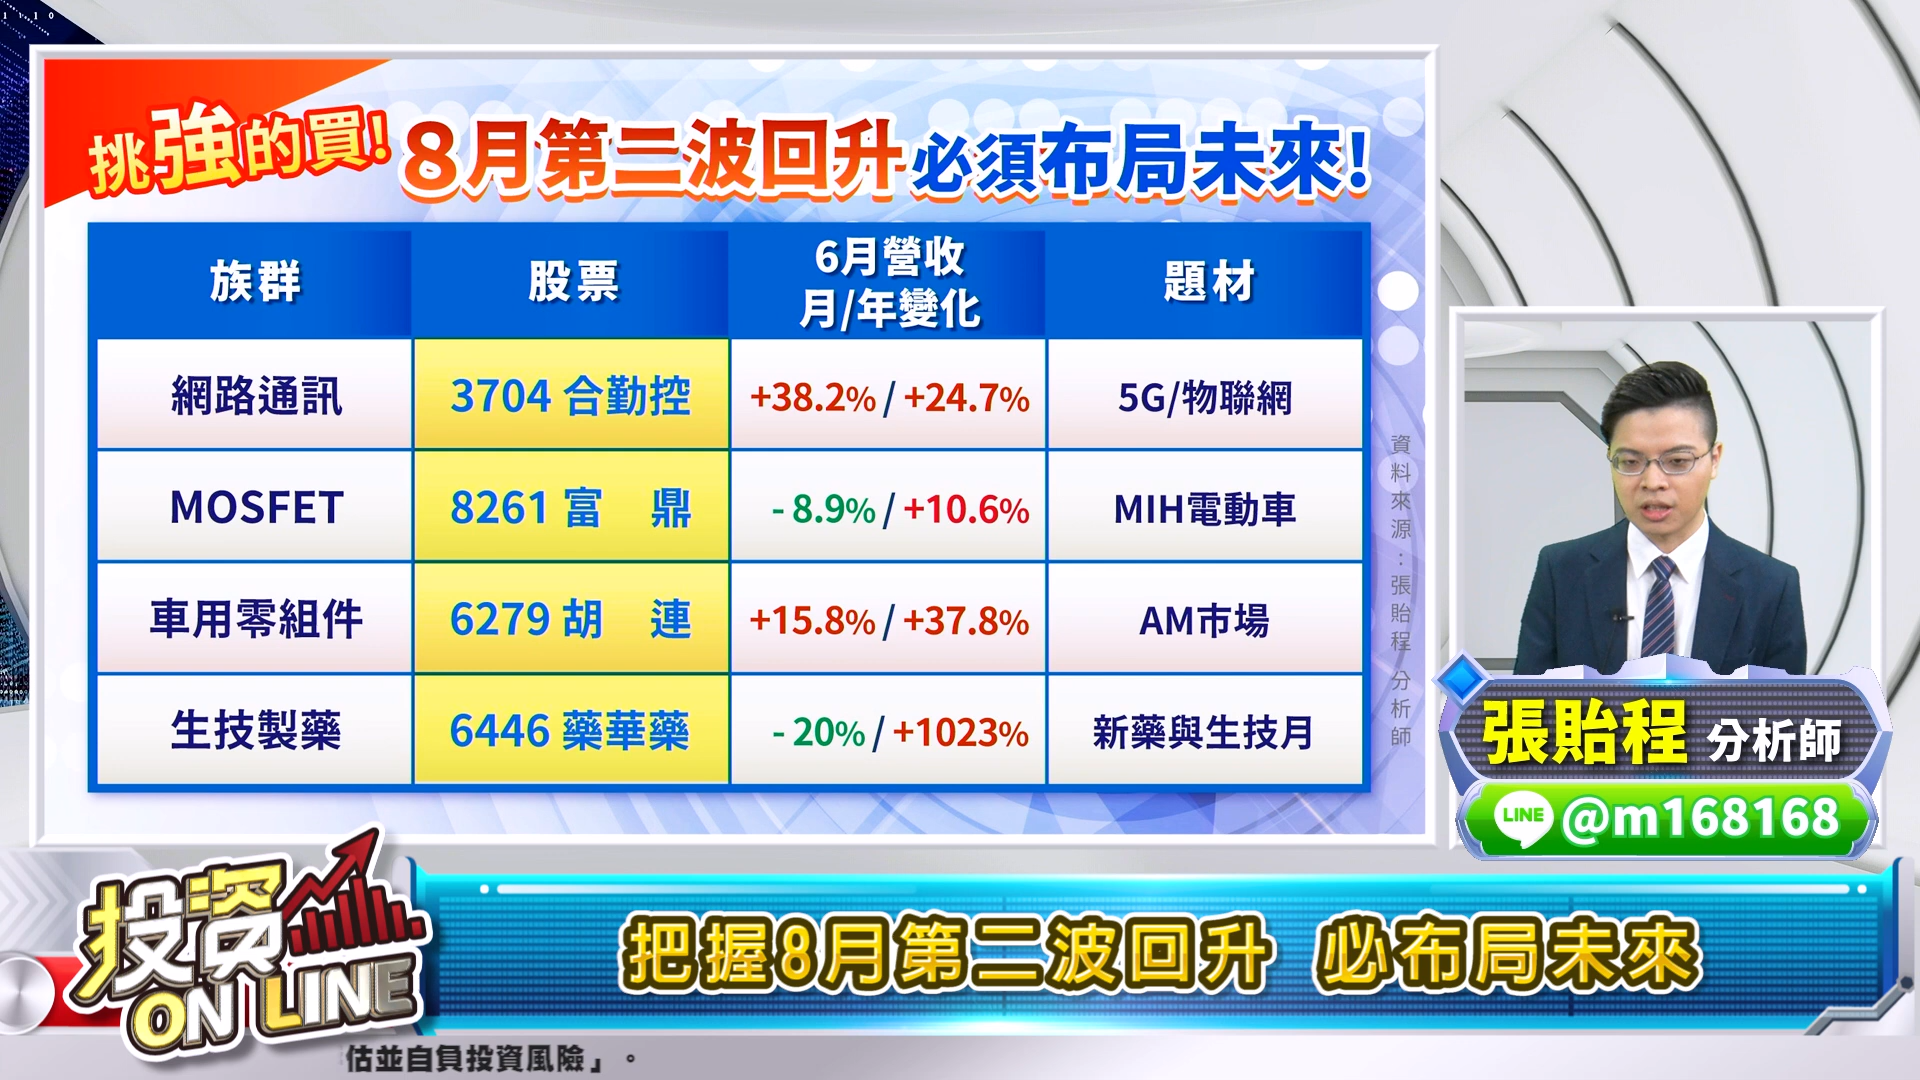 1 1 1 0
挑強的買!
8月第二波回升必須布局未來!
族群 股票 6月營收 題材
月/年變化
網路通訊 3704 合勤控 +38.2% / +24.7% 5G/物聯網
MOSFET 8261 富 鼎 - 8.9% / +10.6% MIH電動車
車用零組件 6279 胡 連 +15.8% / +37.8% AM市場
生技製藥 6446 藥華藥 - 20% / +1023% 新藥與生技月
資料來源:張貽程 分析師
張貽程 分析師
LINE @m168168
投資
ON LINE
把握8月第二波回升 必布局未來
估並自負投資風險」。